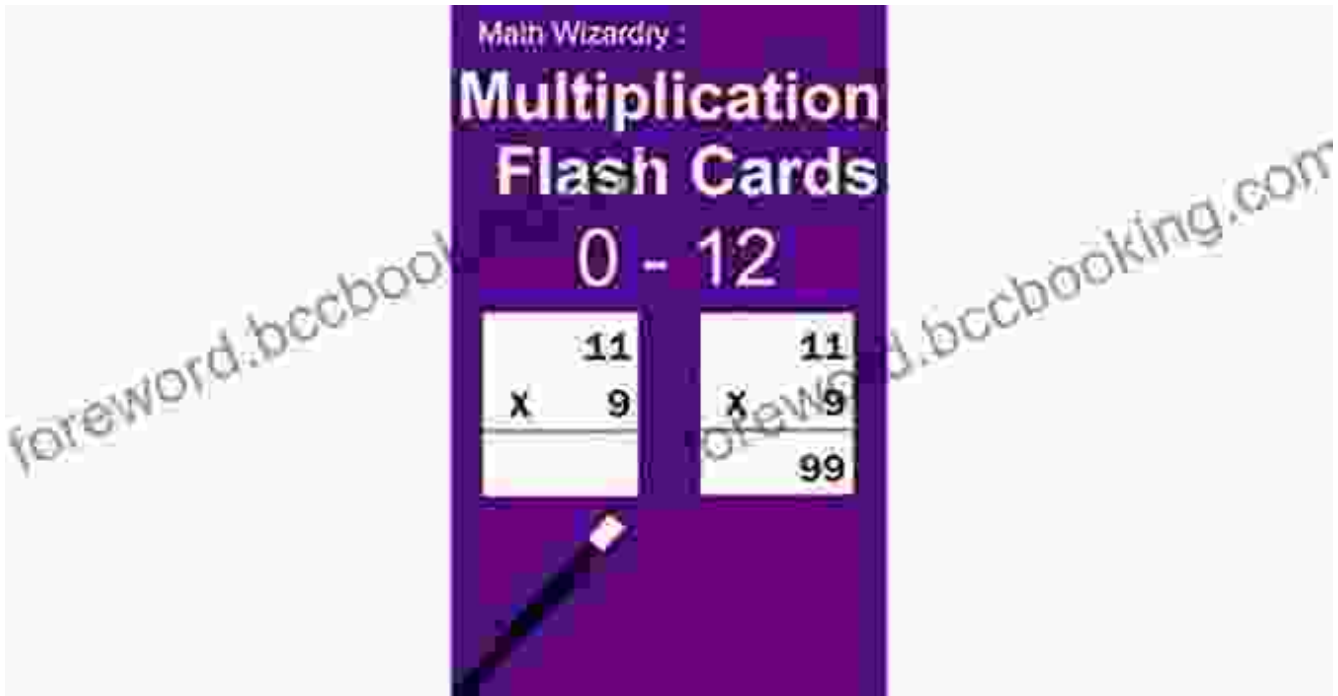 Math Wizardry :
Multiplication
Flash Cards
0 - 12
11
x 9
11
x 9
99
foreword.bccbook
foreword.bccbooking.com